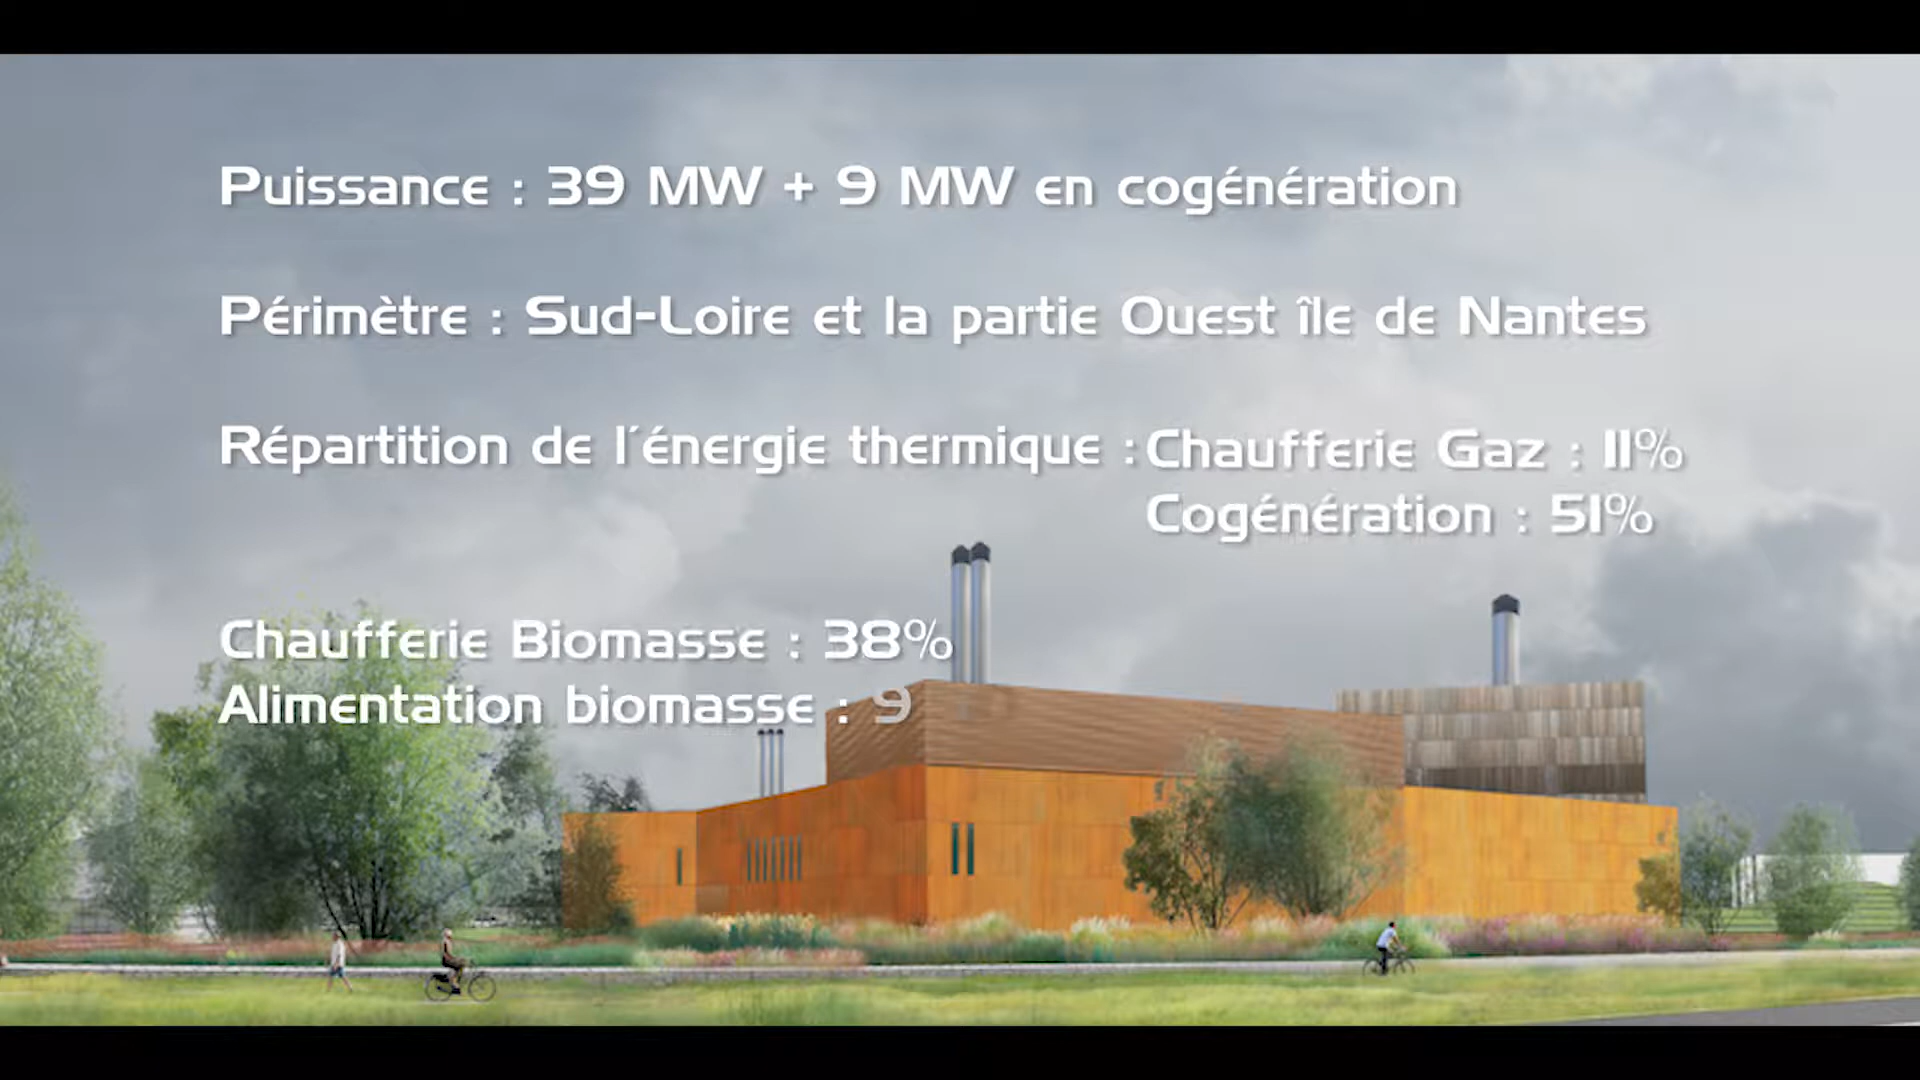 Puissance : 39 MW + 9 MW en cogénération
Périmètre : Sud-Loire et la partie Ouest île de Nantes
Répartition de l'énergie thermique : Chaufferie Gaz : 11%
Cogénération : 51%
Chaufferie Biomasse : 38%
Alimentation biomasse : 9